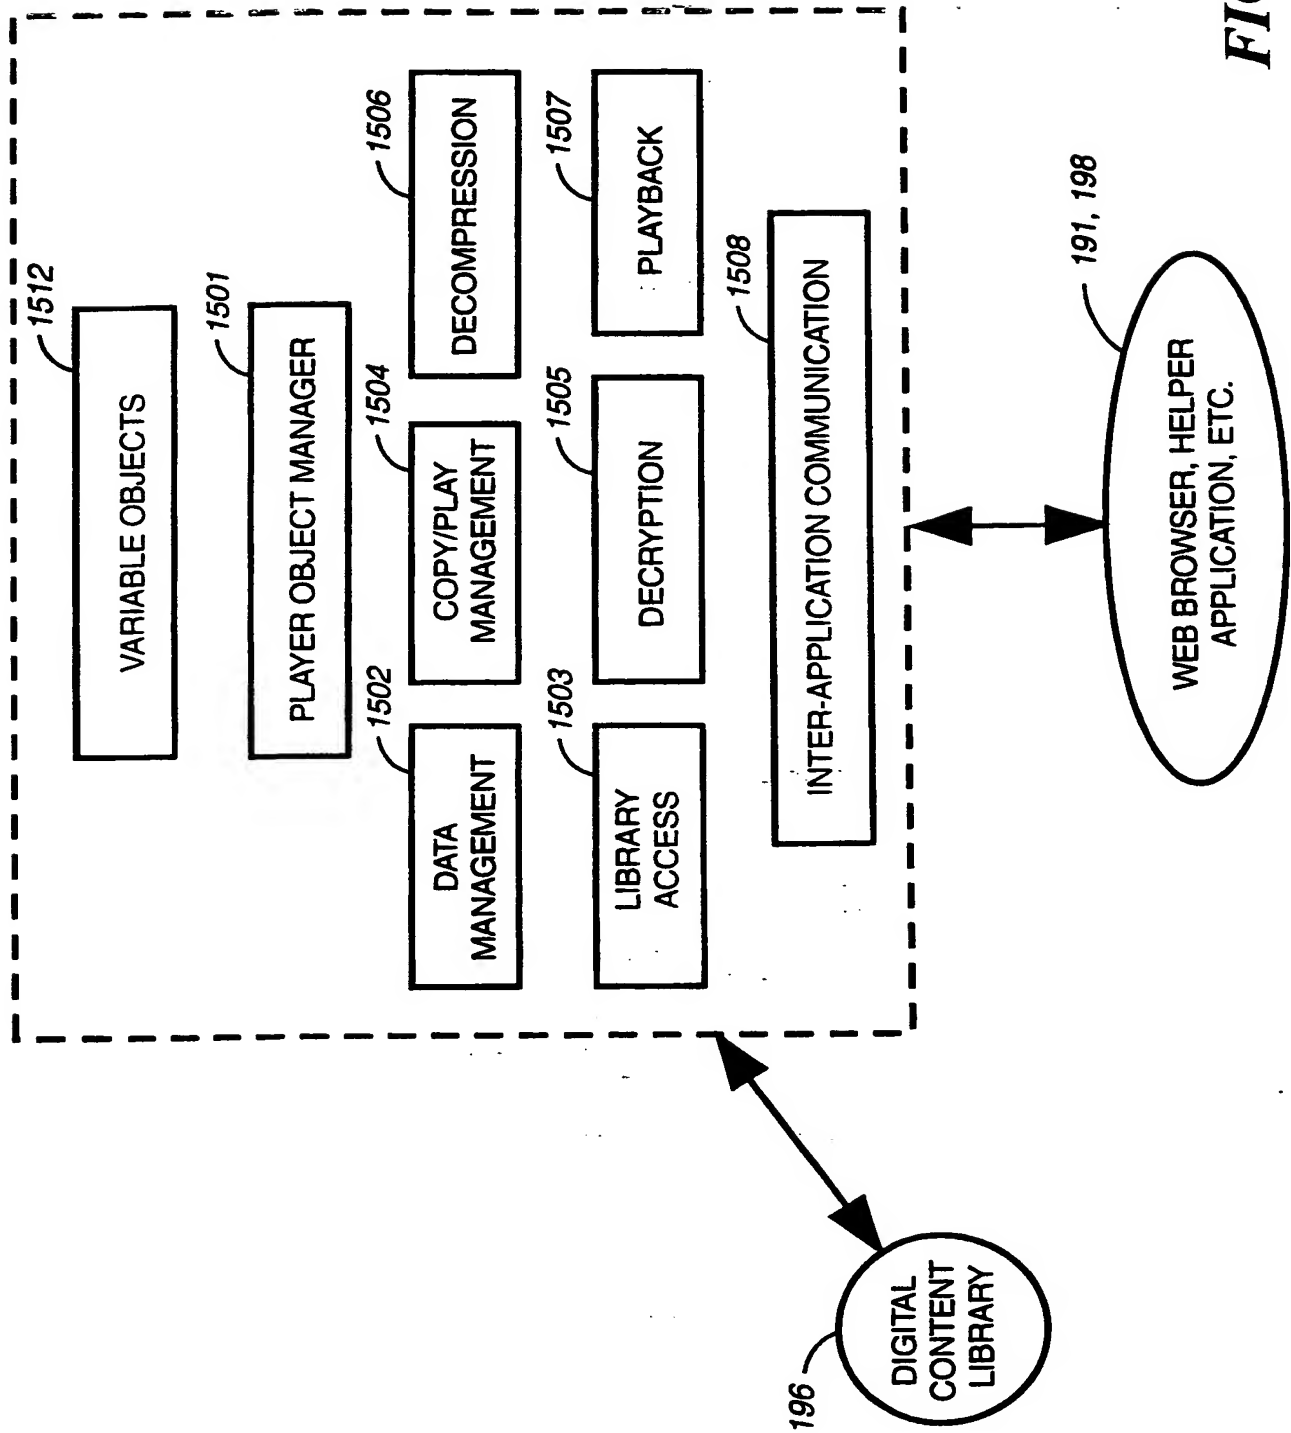 1512
VARIABLE OBJECTS
1501
PLAYER OBJECT MANAGER
1502
DATA
MANAGEMENT
1504
COPY/PLAY
MANAGEMENT
1506
DECOMPRESSION
1503
LIBRARY
ACCESS
1505
DECRYPTION
1507
PLAYBACK
1508
INTER-APPLICATION COMMUNICATION
196
DIGITAL
CONTENT
LIBRARY
191, 198
WEB BROWSER, HELPER
APPLICATION, ETC.